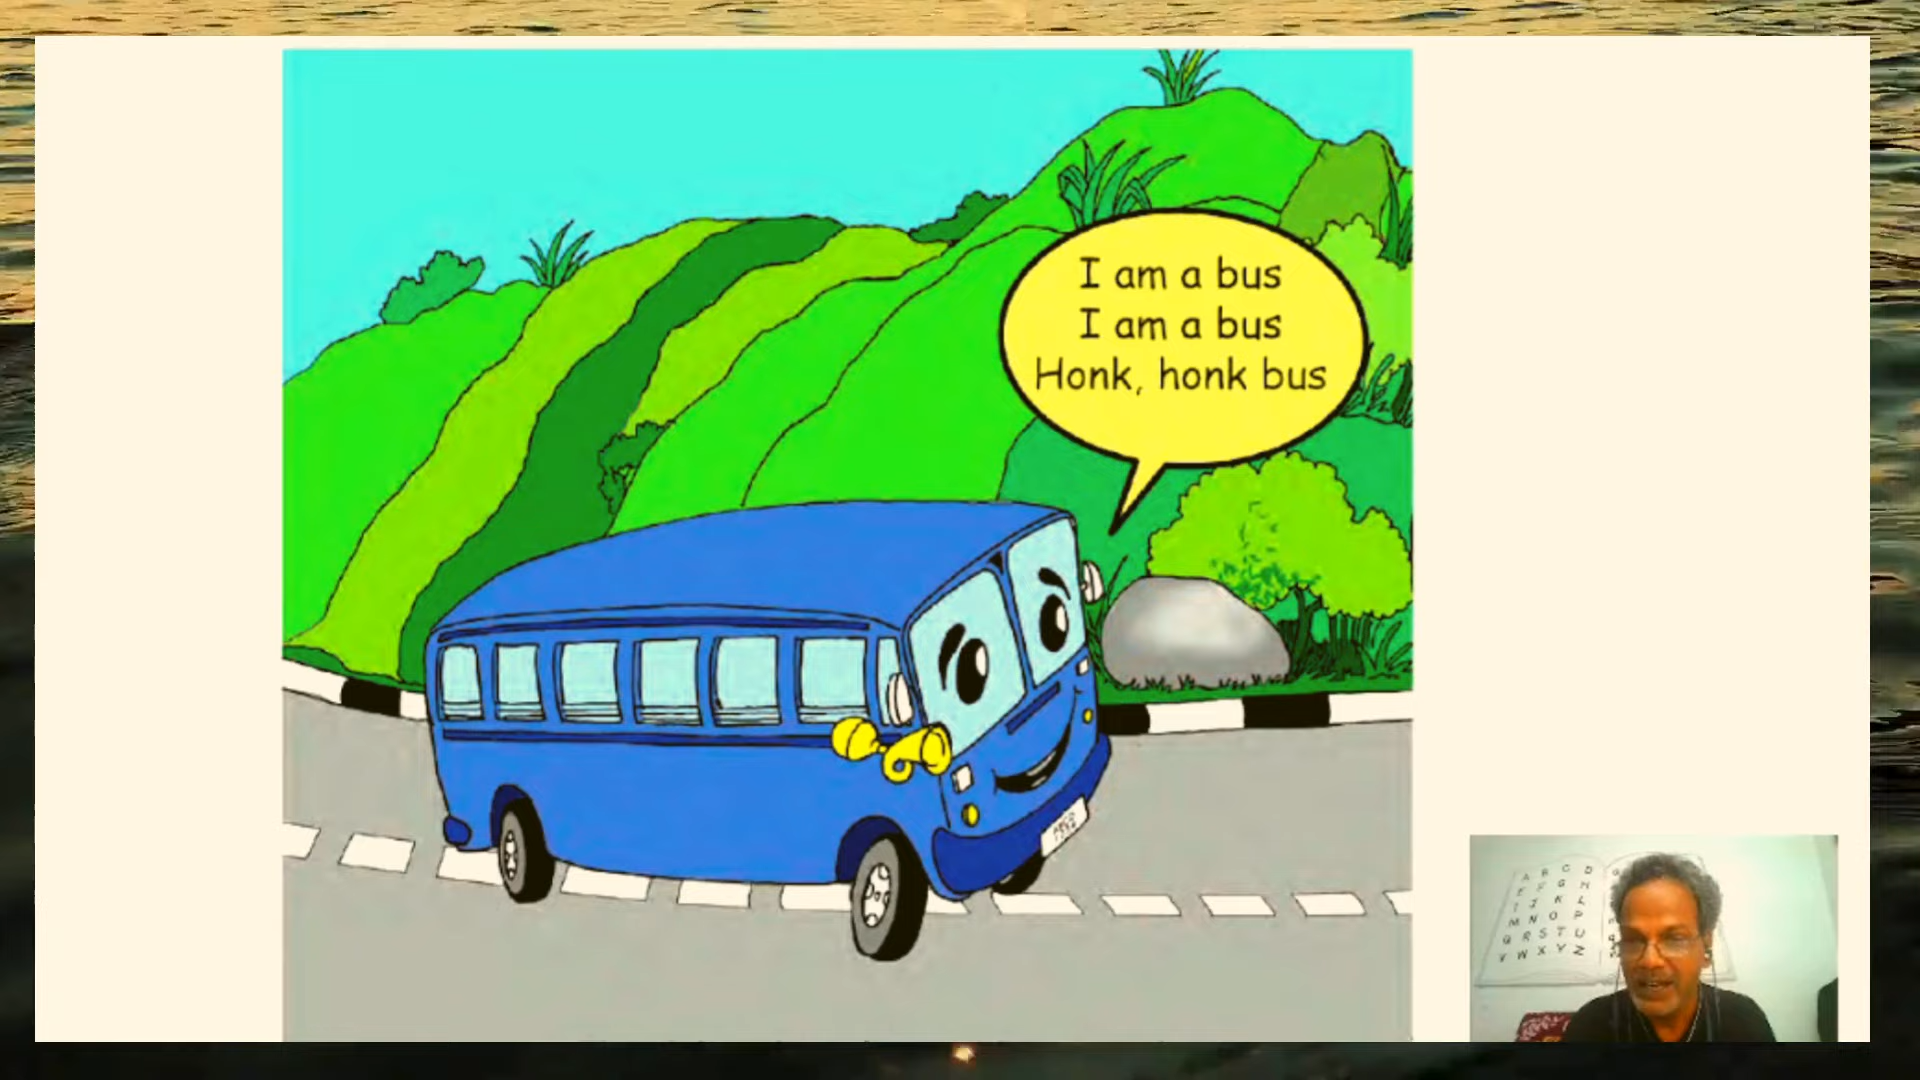 I am a bus
I am a bus
Honk, honk bus
A B C D
E F G H
I J K L
M N O P
Q R S T U
V W X Y Z